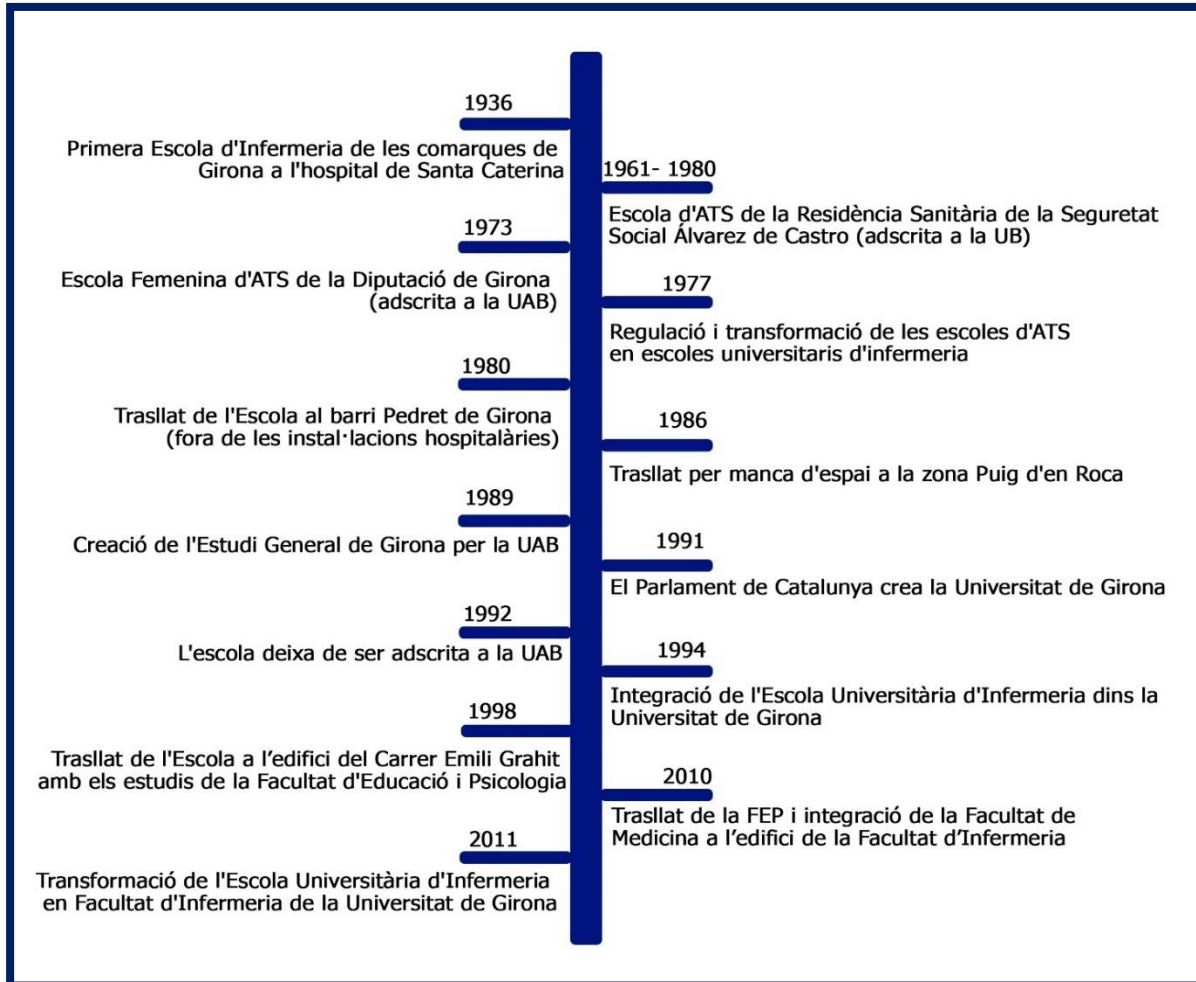 1936
Primera Escola d'Infermeria de les comarques de
Girona a l'hospital de Santa Caterina
1961- 1980
Escola d'ATS de la Residència Sanitària de la Seguretat
Social Álvarez de Castro (adscrita a la UB)
1973
Escola Femenina d'ATS de la Diputació de Girona
(adscrita a la UAB)
1977
Regulació i transformació de les escoles d'ATS
en escoles universitaris d'infermeria
1980
Trasllat de l'Escola al barri Pedret de Girona
(fora de les instal·lacions hospitalàries)
1986
Trasllat per manca d'espai a la zona Puig d'en Roca
1989
Creació de l'Estudi General de Girona per la UAB
1991
El Parlament de Catalunya crea la Universitat de Girona
1992
L'escola deixa de ser adscrita a la UAB
1994
Integració de l'Escola Universitària d'Infermeria dins la
Universitat de Girona
1998
Trasllat de l'Escola a l’edifici del Carrer Emili Grahit
amb els estudis de la Facultat d'Educació i Psicologia
2010
Trasllat de la FEP i integració de la Facultat de
Medicina a l’edifici de la Facultat d’Infermeria
2011
Transformació de l'Escola Universitària d'Infermeria
en Facultat d'Infermeria de la Universitat de Girona